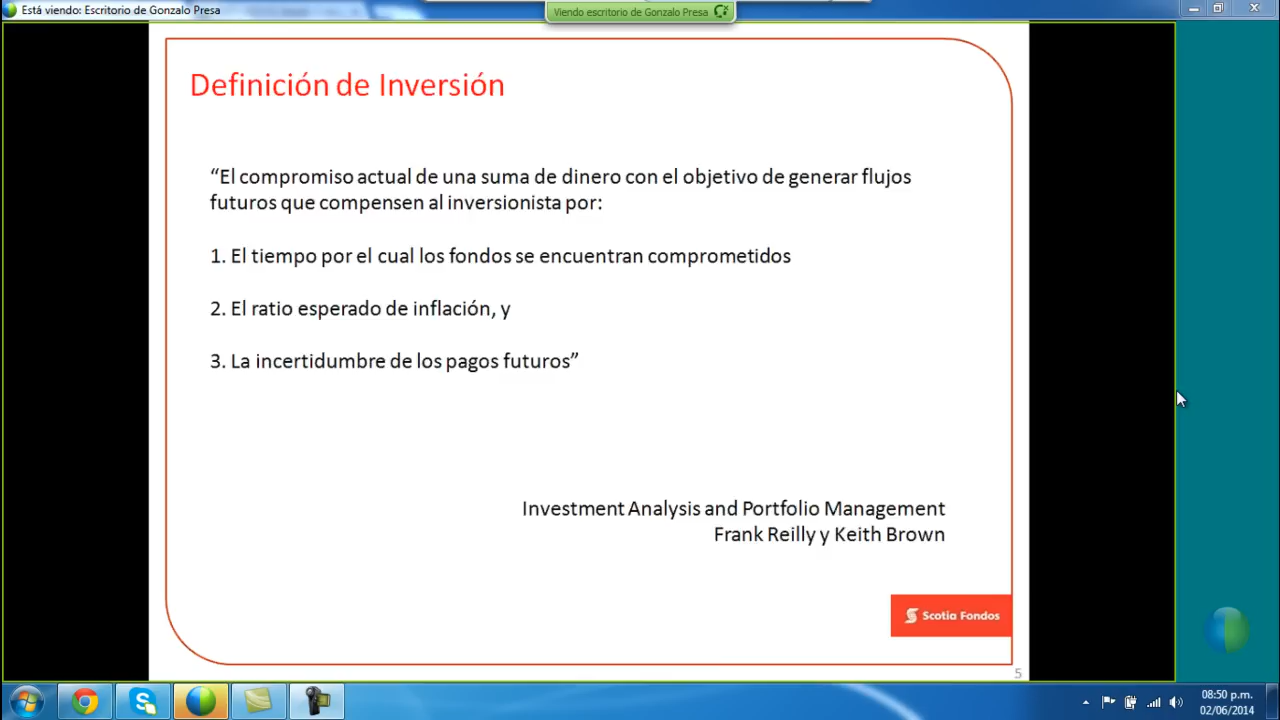 Está viendo: Escritorio de Gonzalo Presa
Viendo escritorio de Gonzalo Presa
Definición de Inversión
“El compromiso actual de una suma de dinero con el objetivo de generar flujos
futuros que compensen al inversionista por:
1. El tiempo por el cual los fondos se encuentran comprometidos
2. El ratio esperado de inflación, y
3. La incertidumbre de los pagos futuros”
Investment Analysis and Portfolio Management
Frank Reilly y Keith Brown
Scotia Fondos
5
08:50 p.m.
02/06/2014